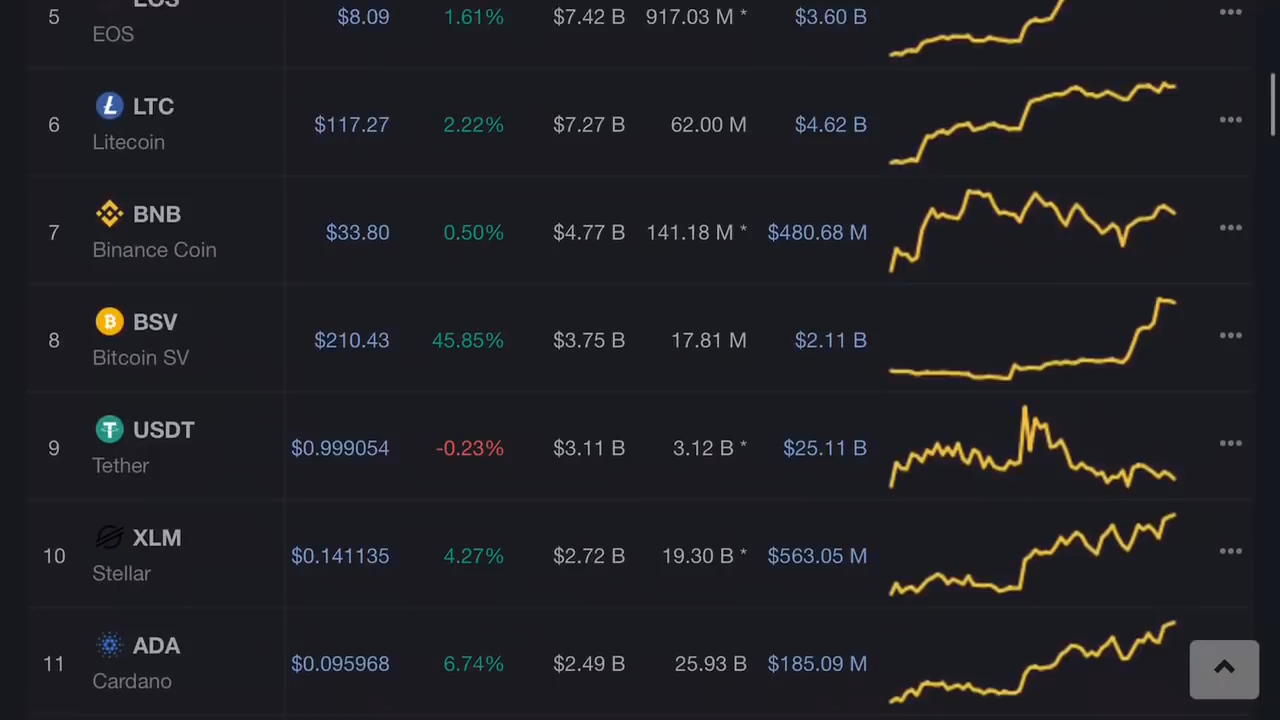 5 EOS $8.09 1.61% $7.42 B 917.03 M * $3.60 B
EOS
6 LTC $117.27 2.22% $7.27 B 62.00 M $4.62 B
Litecoin
7 BNB $33.80 0.50% $4.77 B 141.18 M * $480.68 M
Binance Coin
8 BSV $210.43 45.85% $3.75 B 17.81 M $2.11 B
Bitcoin SV
9 USDT $0.999054 -0.23% $3.11 B 3.12 B * $25.11 B
Tether
10 XLM $0.141135 4.27% $2.72 B 19.30 B * $563.05 M
Stellar
11 ADA $0.095968 6.74% $2.49 B 25.93 B $185.09 M
Cardano